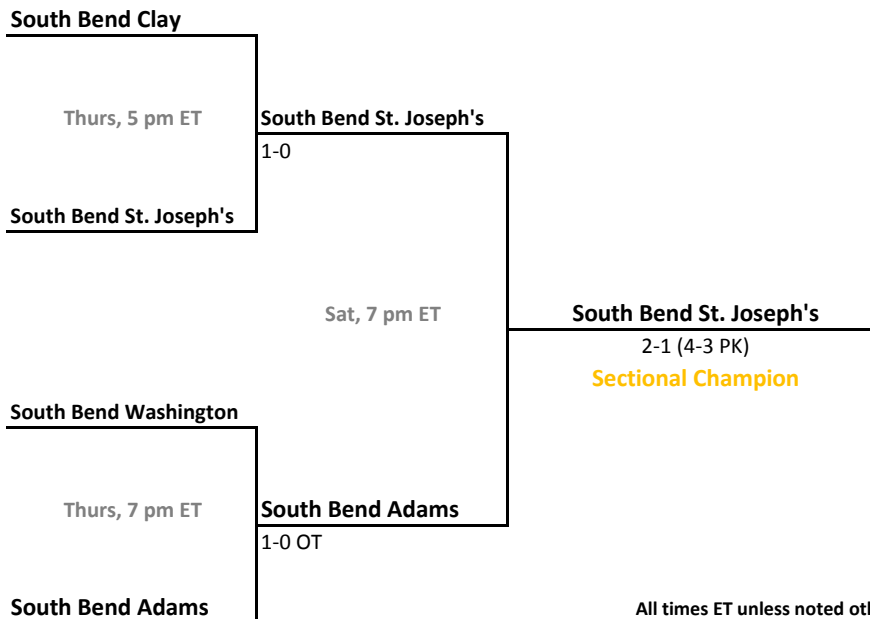 South Bend Clay
Thurs, 5 pm ET
South Bend St. Joseph's
1-0
South Bend St. Joseph's
Sat, 7 pm ET
South Bend St. Joseph's
2-1 (4-3 PK)
Sectional Champion
South Bend Washington
Thurs, 7 pm ET
South Bend Adams
1-0 OT
South Bend Adams
All times ET unless noted